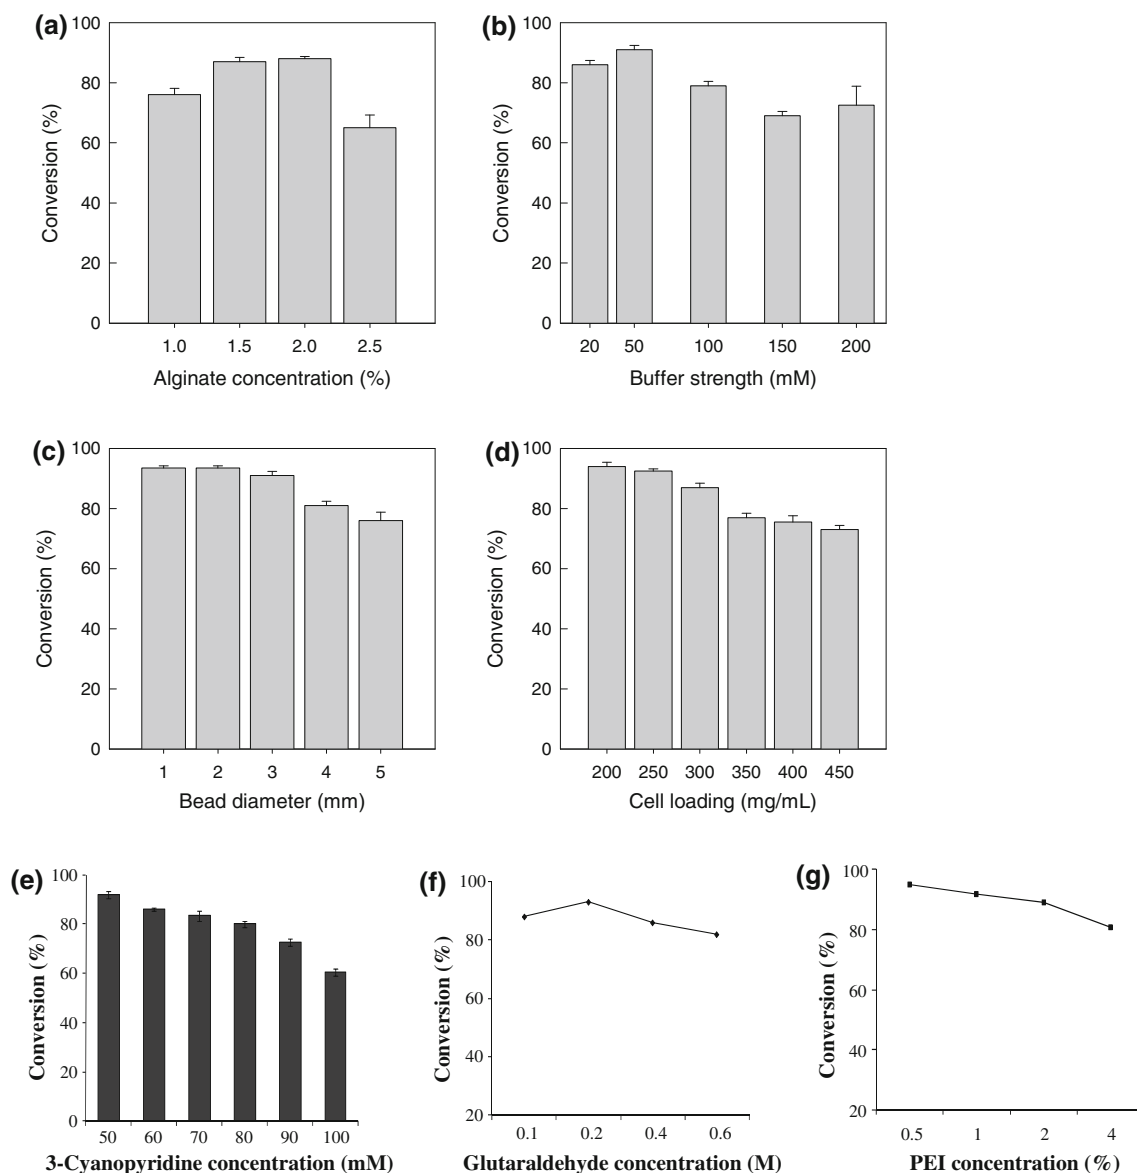 (a)
100
80
60
40
20
0
Conversion (%)
1.0 1.5 2.0 2.5
Alginate concentration (%)
(b)
100
80
60
40
20
0
Conversion (%)
20 50 100 150 200
Buffer strength (mM)
(c)
100
80
60
40
20
0
Conversion (%)
1 2 3 4 5
Bead diameter (mm)
(d)
100
80
60
40
20
0
Conversion (%)
200 250 300 350 400 450
Cell loading (mg/mL)
(e)
100
80
60
40
20
0
Conversion (%)
50 60 70 80 90 100
3-Cyanopyridine concentration (mM)
(f)
100
80
60
40
20
Conversion (%)
0.1 0.2 0.4 0.6
Glutaraldehyde concentration (M)
(g)
100
80
60
40
20
Conversion (%)
0.5 1 2 4
PEI concentration (%)